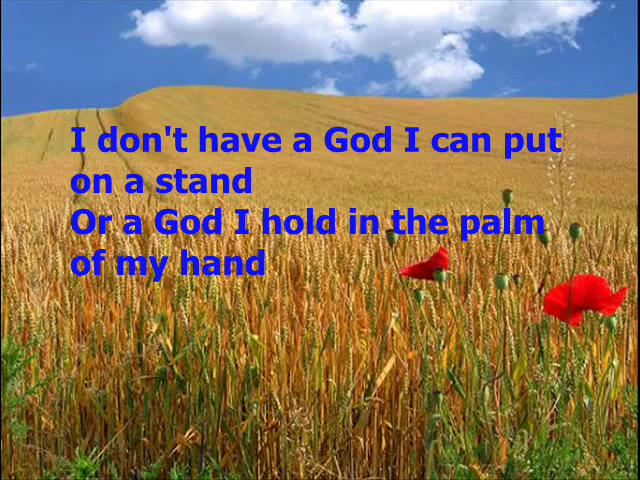 I don't have a God I can put
on a stand
Or a God I hold in the palm
of my hand